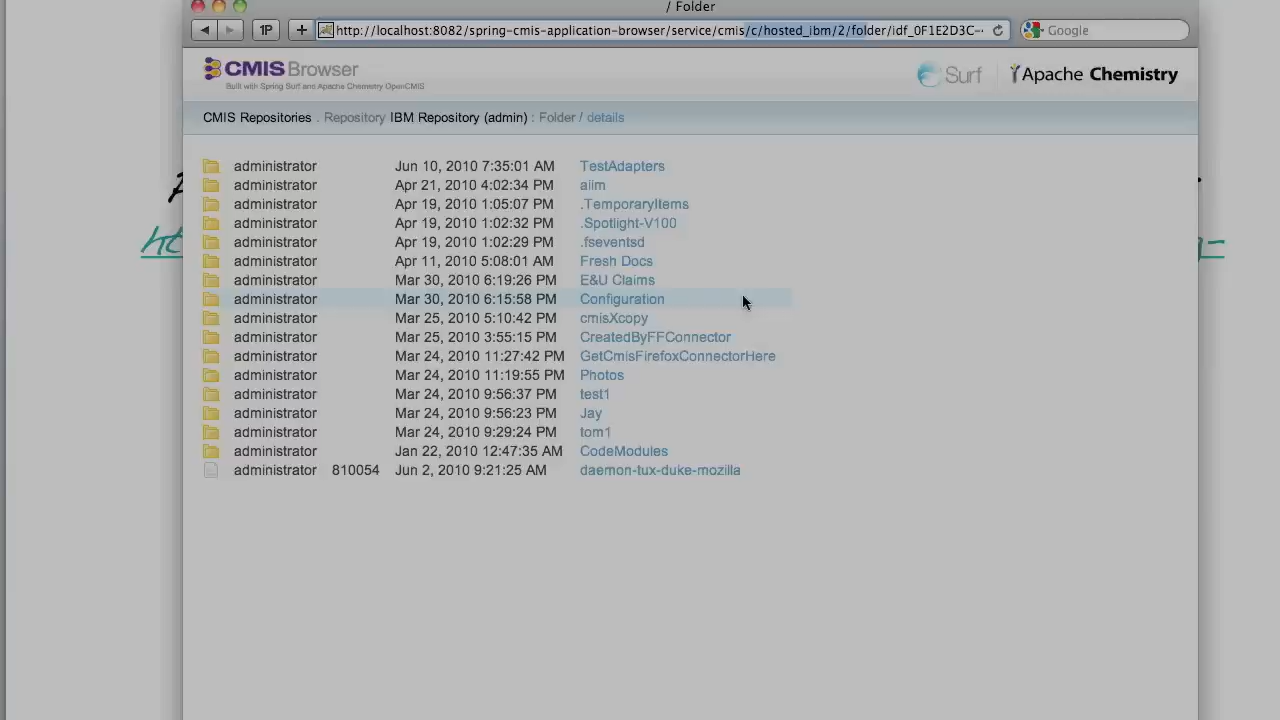 / Folder
1P + http://localhost:8082/spring-cmis-application-browser/service/cmis/c/hosted_ibm/2/folder/idf_0F1E2D3C- Google
CMIS Browser
Built with Spring Surf and Apache Chemistry OpenCMIS
Surf Apache Chemistry
CMIS Repositories . Repository IBM Repository (admin) : Folder / details
administrator Jun 10, 2010 7:35:01 AM TestAdapters
administrator Apr 21, 2010 4:02:34 PM aiim
administrator Apr 19, 2010 1:05:07 PM .TemporaryItems
administrator Apr 19, 2010 1:02:32 PM .Spotlight-V100
administrator Apr 19, 2010 1:02:29 PM .fseventsd
administrator Apr 11, 2010 5:08:01 AM Fresh Docs
administrator Mar 30, 2010 6:19:26 PM E&U Claims
administrator Mar 30, 2010 6:15:58 PM Configuration
administrator Mar 25, 2010 5:10:42 PM cmisXcopy
administrator Mar 25, 2010 3:55:15 PM CreatedByFFConnector
administrator Mar 24, 2010 11:27:42 PM GetCmisFirefoxConnectorHere
administrator Mar 24, 2010 11:19:55 PM Photos
administrator Mar 24, 2010 9:56:37 PM test1
administrator Mar 24, 2010 9:56:23 PM Jay
administrator Mar 24, 2010 9:29:24 PM tom1
administrator Jan 22, 2010 12:47:35 AM CodeModules
administrator 810054 Jun 2, 2010 9:21:25 AM daemon-tux-duke-mozilla